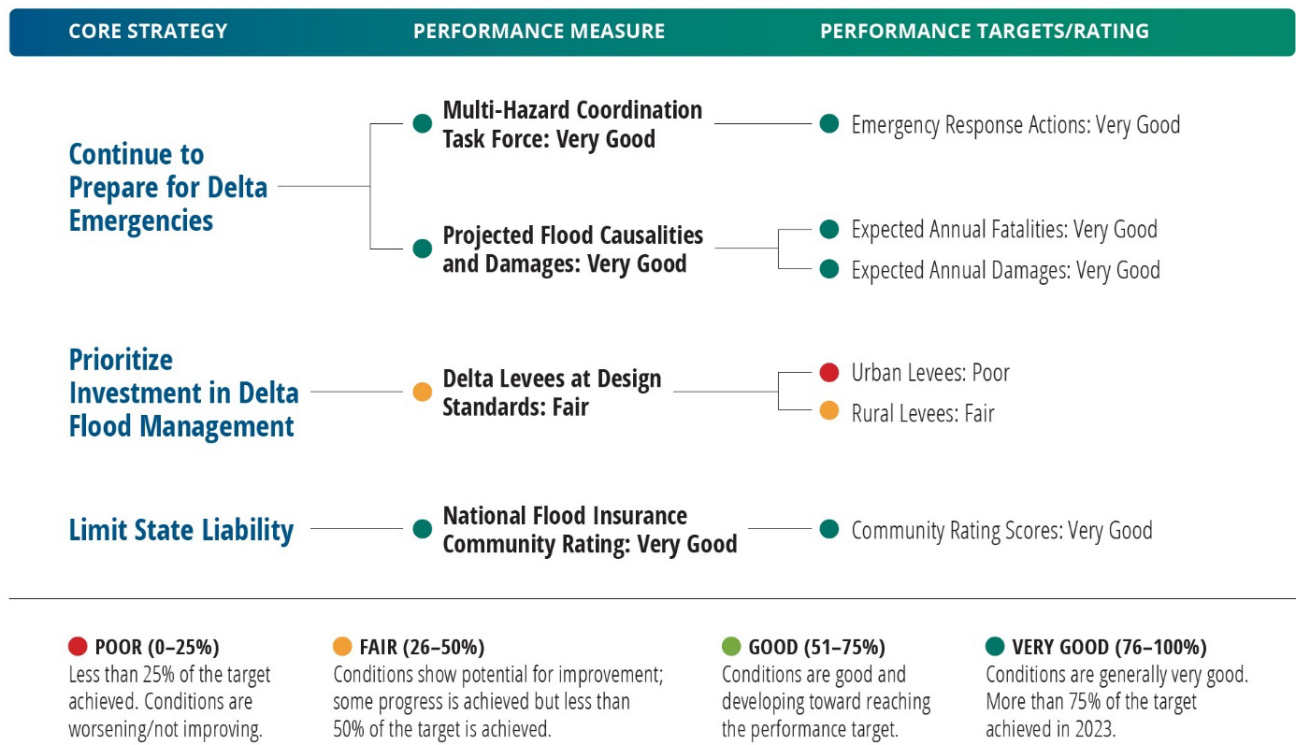 CORE STRATEGY PERFORMANCE MEASURE PERFORMANCE TARGETS/RATING
Continue to
Prepare for Delta
Emergencies
Multi-Hazard Coordination
Task Force: Very Good
Emergency Response Actions: Very Good
Projected Flood Causalities
and Damages: Very Good
Expected Annual Fatalities: Very Good
Expected Annual Damages: Very Good
Prioritize
Investment in Delta
Flood Management
Delta Levees at Design
Standards: Fair
Urban Levees: Poor
Rural Levees: Fair
Limit State Liability
National Flood Insurance
Community Rating: Very Good
Community Rating Scores: Very Good
POOR (0–25%)
Less than 25% of the target
achieved. Conditions are
worsening/not improving.
FAIR (26–50%)
Conditions show potential for improvement;
some progress is achieved but less than
50% of the target is achieved.
GOOD (51–75%)
Conditions are good and
developing toward reaching
the performance target.
VERY GOOD (76–100%)
Conditions are generally very good.
More than 75% of the target
achieved in 2023.